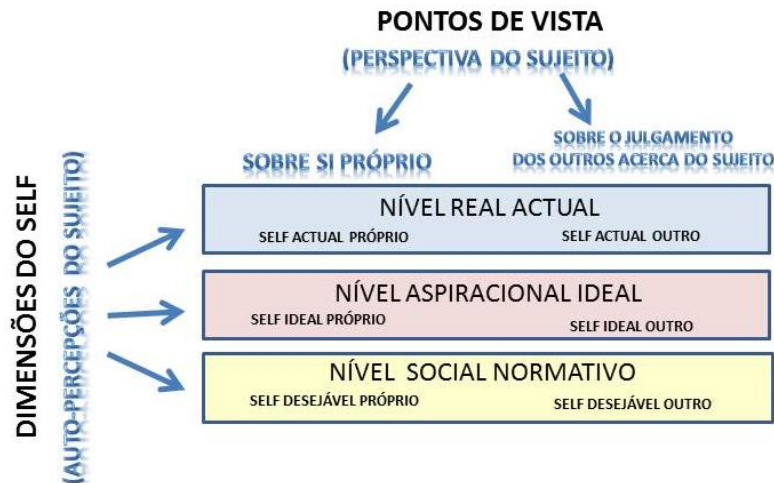 PONTOS DE VISTA
(PERSPECTIVA DO SUJEITO)
SOBRE SI PRÓPRIO
SOBRE O JULGAMENTO
DOS OUTROS ACERCA DO SUJEITO
DIMENSÕES DO SELF
(AUTO-PERCEPÇÕES DO SUJEITO)
NÍVEL REAL ACTUAL
SELF ACTUAL PRÓPRIO SELF ACTUAL OUTRO
NÍVEL ASPIRACIONAL IDEAL
SELF IDEAL PRÓPRIO SELF IDEAL OUTRO
NÍVEL SOCIAL NORMATIVO
SELF DESEJÁVEL PRÓPRIO SELF DESEJÁVEL OUTRO